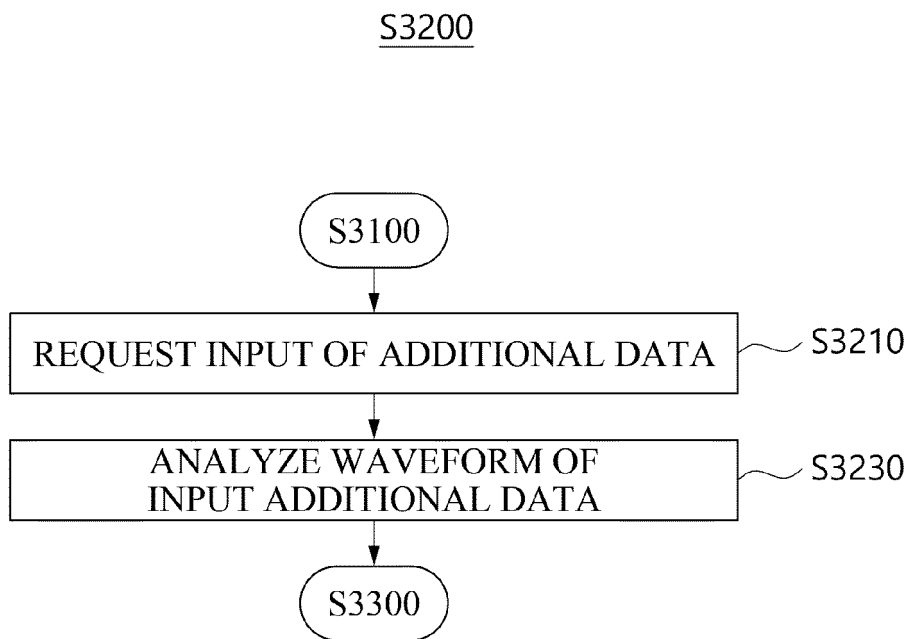 S3200
S3100
REQUEST INPUT OF ADDITIONAL DATA
S3210
ANALYZE WAVEFORM OF
INPUT ADDITIONAL DATA
S3230
S3300